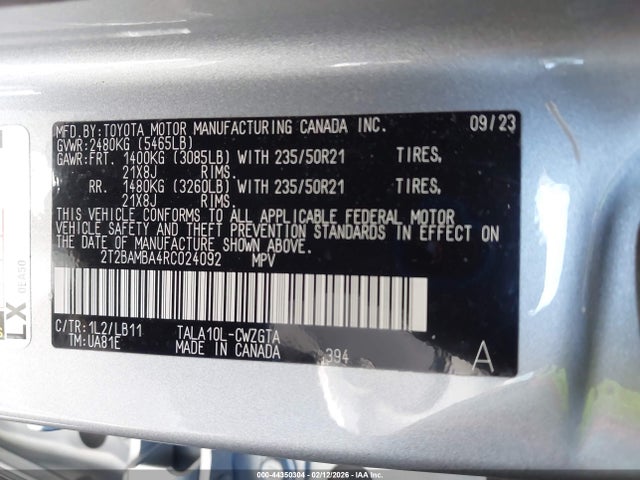 MFD.BY:TOYOTA MOTOR MANUFACTURING CANADA INC. 09/23
GVWR:2480KG (5465LB)
GAWR:FRT. 1400KG (3085LB) WITH 235/50R21 TIRES,
21X8J RIMS.
RR. 1480KG (3260LB) WITH 235/50R21 TIRES,
21X8J RIMS.
THIS VEHICLE CONFORMS TO ALL APPLICABLE FEDERAL MOTOR
VEHICLE SAFETY AND THEFT PREVENTION STANDARDS IN EFFECT ON
THE DATE OF MANUFACTURE SHOWN ABOVE.
2T2BAMBA4RC024092 MPV
C/TR:1L2/LB11 TALA10L-CWZGTA
TM:UA81E MADE IN CANADA 394
A
LX 0EA50
000-44350304 - 02/12/2026 - IAA Inc.